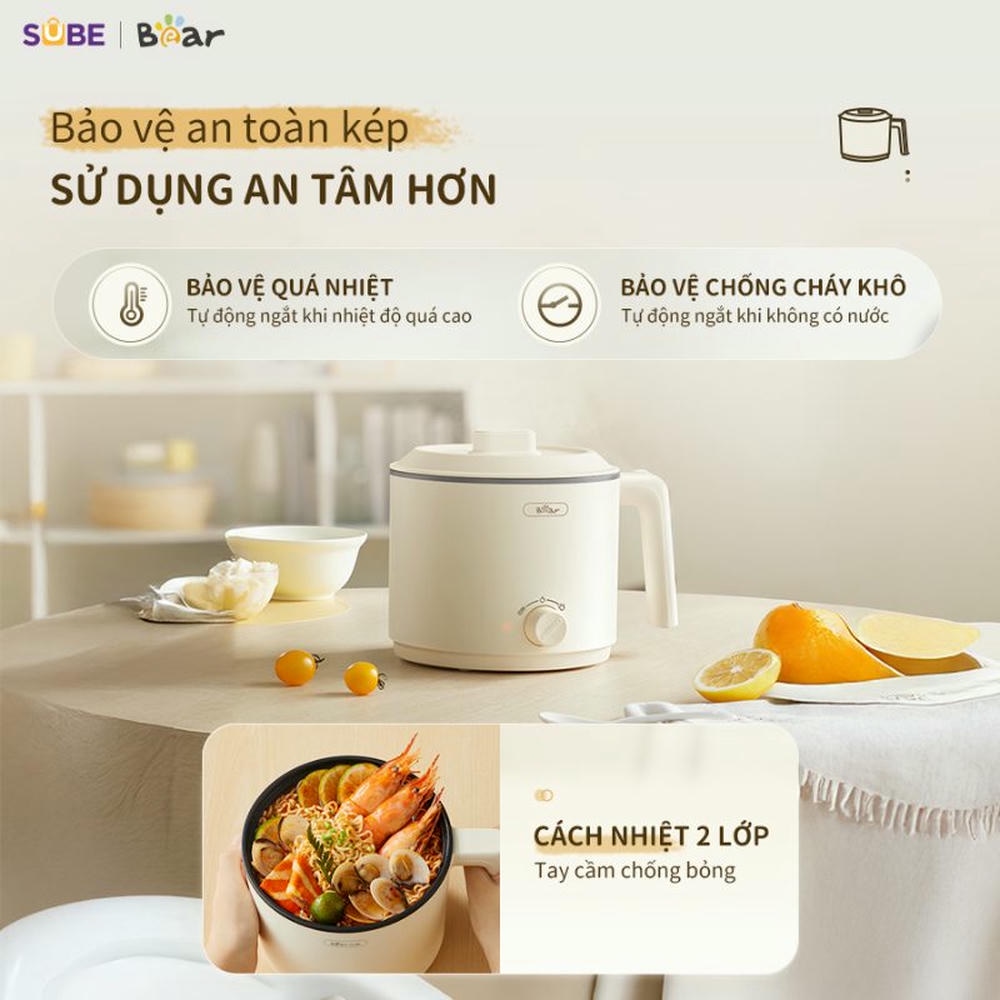 SUBE | Bear
Bảo vệ an toàn kép
SỬ DỤNG AN TÂM HƠN
BẢO VỆ QUÁ NHIỆT
Tự động ngắt khi nhiệt độ quá cao
BẢO VỆ CHỐNG CHÁY KHÔ
Tự động ngắt khi không có nước
Bear
CÁCH NHIỆT 2 LỚP
Tay cầm chống bỏng